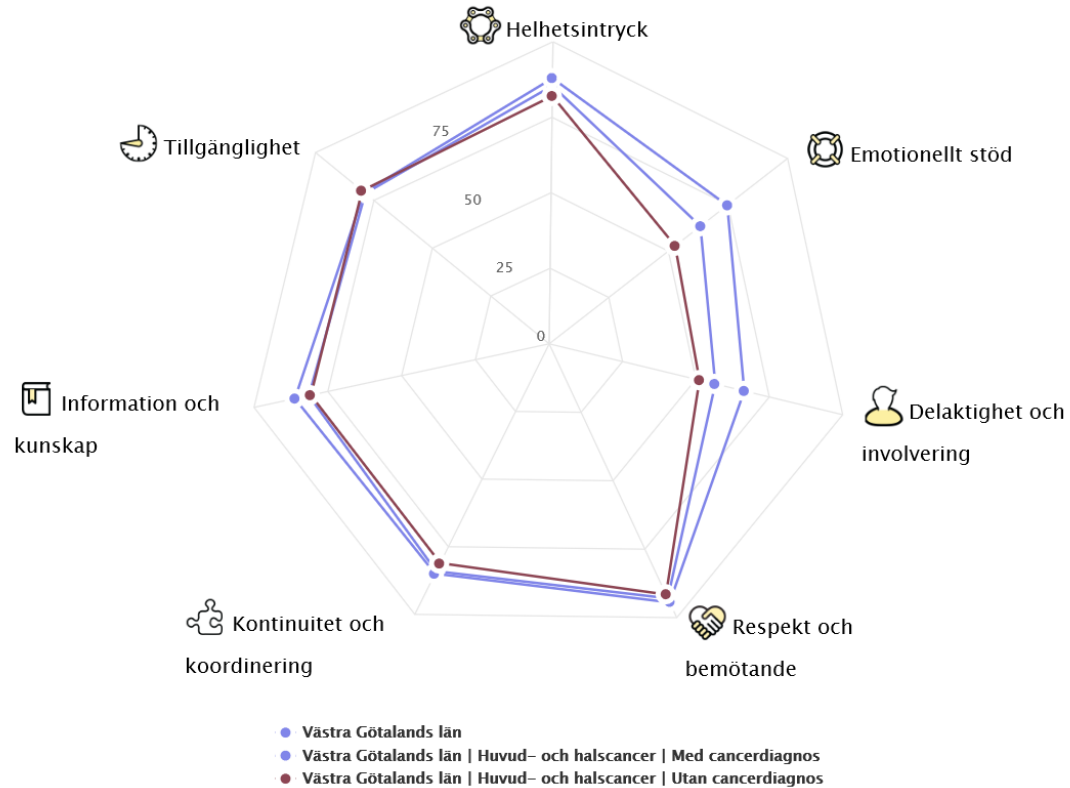 Helhetsintryck
75
Tillgänglighet
Emotionellt stöd
50
25
0
Information och
kunskap
Delaktighet och
involvering
Kontinuitet och
koordinering
Respekt och
bemötande
Västra Götalands län
Västra Götalands län | Huvud- och halscancer | Med cancerdiagnos
Västra Götalands län | Huvud- och halscancer | Utan cancerdiagnos